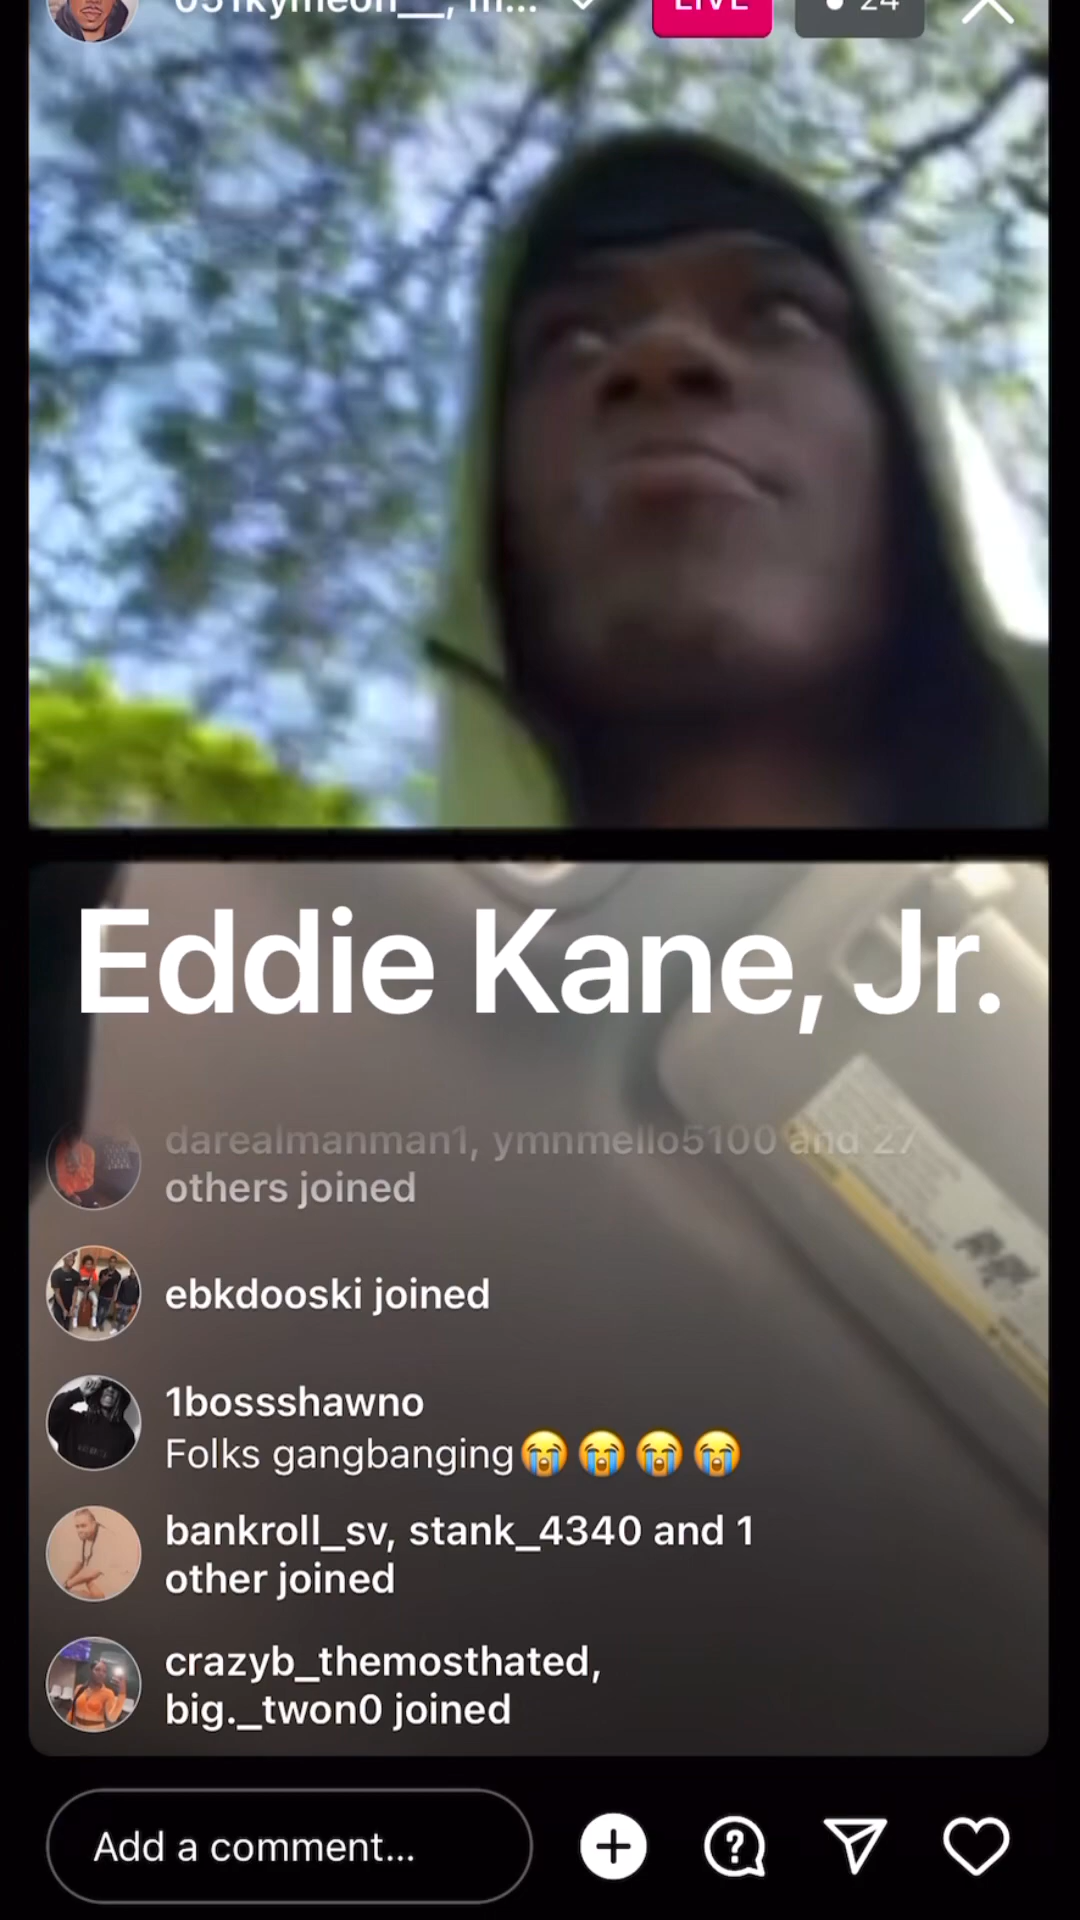 LIVE
24
Eddie Kane, Jr.
darealmanman1, ymnmello5100 and 27
others joined
ebkdooski joined
1bossshawno
Folks gangbanging😭😭😭😭
bankroll_sv, stank_4340 and 1
other joined
crazyb_themosthated,
big._twon0 joined
Add a comment...